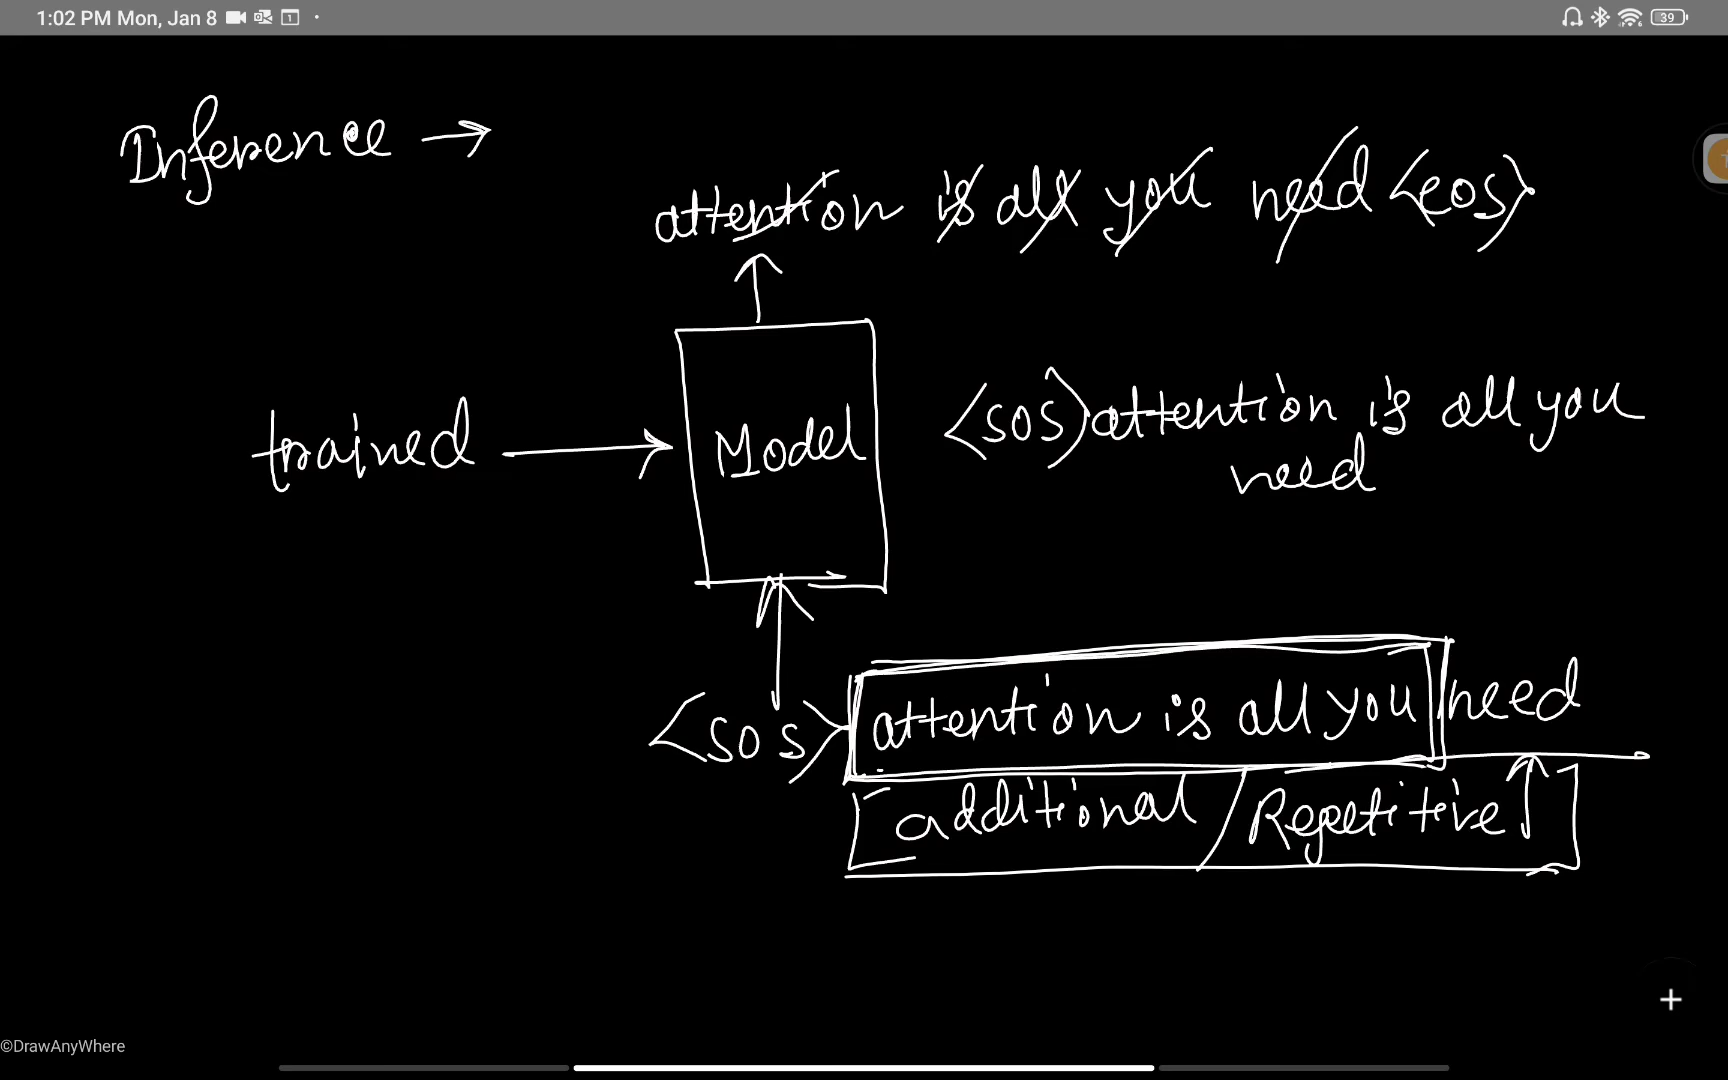 1:02 PM Mon, Jan 8
39
Inference →
attention is all you need <eos>
trained → Model
<sos> attention is all you
need
<sos> attention is all you need
additional / Repetitive
©DrawAnyWhere